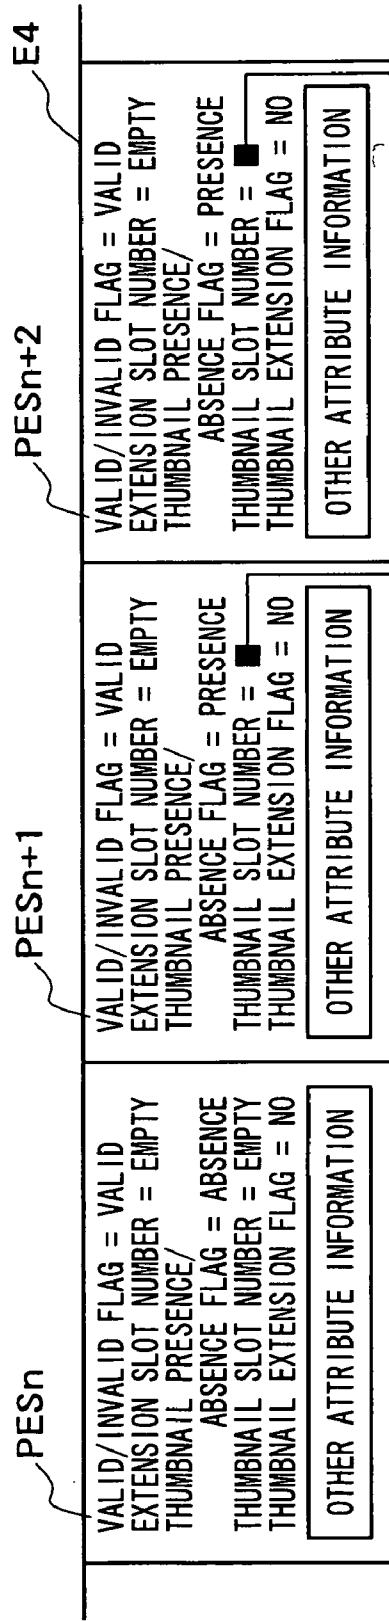 PESn
VALID/INVALID FLAG = VALID
EXTENSION SLOT NUMBER = EMPTY
THUMBNAIL PRESENCE/
ABSENCE FLAG = ABSENCE
THUMBNAIL SLOT NUMBER = EMPTY
THUMBNAIL EXTENSION FLAG = NO
OTHER ATTRIBUTE INFORMATION
PESn+1
VALID/INVALID FLAG = VALID
EXTENSION SLOT NUMBER = EMPTY
THUMBNAIL PRESENCE/
ABSENCE FLAG = PRESENCE
THUMBNAIL SLOT NUMBER = ■
THUMBNAIL EXTENSION FLAG = NO
OTHER ATTRIBUTE INFORMATION
PESn+2
VALID/INVALID FLAG = VALID
EXTENSION SLOT NUMBER = EMPTY
THUMBNAIL PRESENCE/
ABSENCE FLAG = PRESENCE
THUMBNAIL SLOT NUMBER = ■
THUMBNAIL EXTENSION FLAG = NO
OTHER ATTRIBUTE INFORMATION
E4